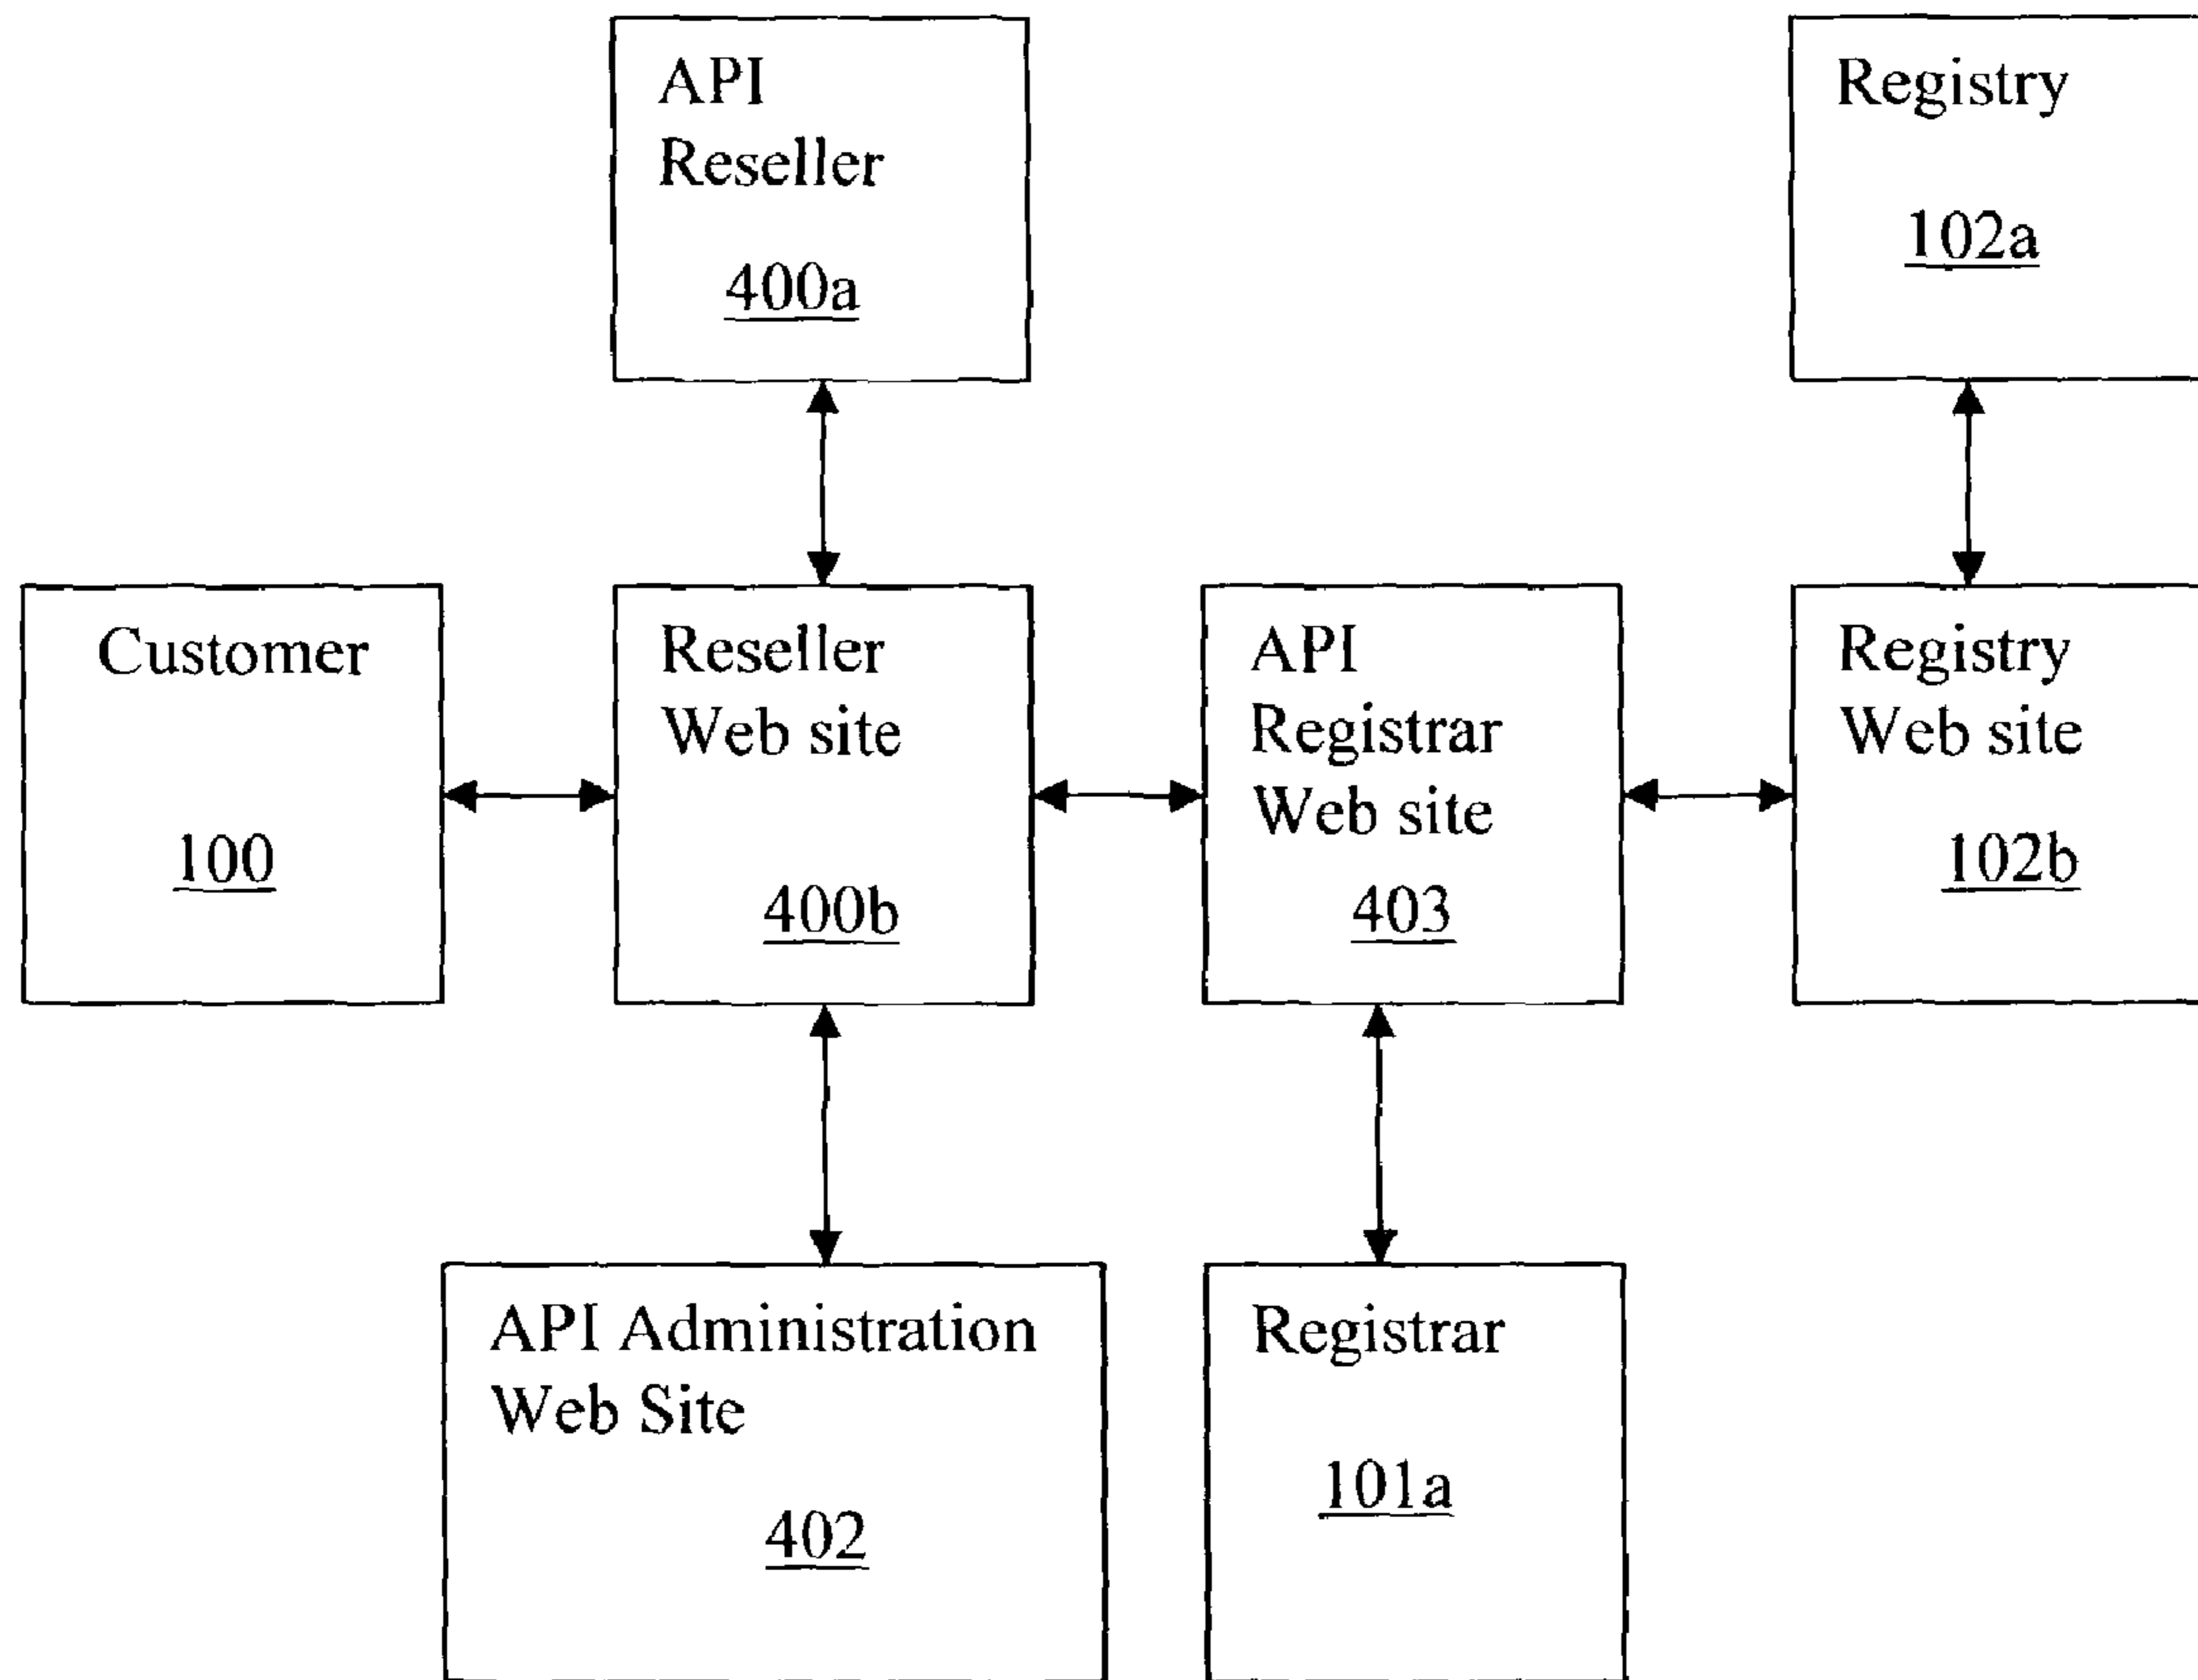 API
Reseller
400a
Registry
102a
Customer
100
Reseller
Web site
400b
API
Registrar
Web site
403
Registry
Web site
102b
API Administration
Web Site
402
Registrar
101a